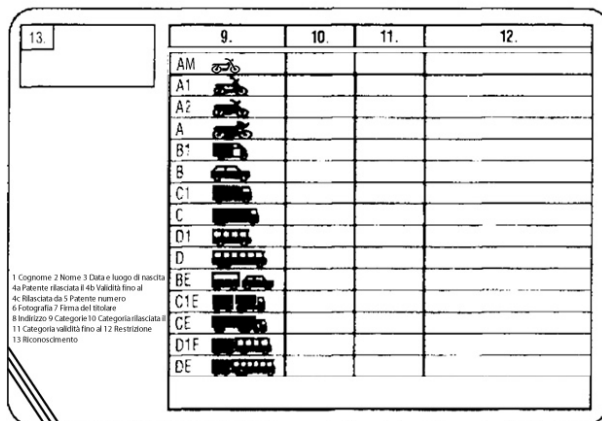 13.
9. 10. 11. 12.
AM
A1
A2
A
B1
B
C1
C
D1
D
BE
C1E
CE
D1F
DE
1 Cognome 2 Nome 3 Data e luogo di nascita
4a Patente rilasciata il 4b Validità fino al
4c Rilasciata da 5 Patente numero
6 Fotografia 7 Firma del titolare
8 Indirizzo 9 Categorie 10 Categoria rilasciata il
11 Categoria validità fino al 12 Restrizione
13 Riconoscimento